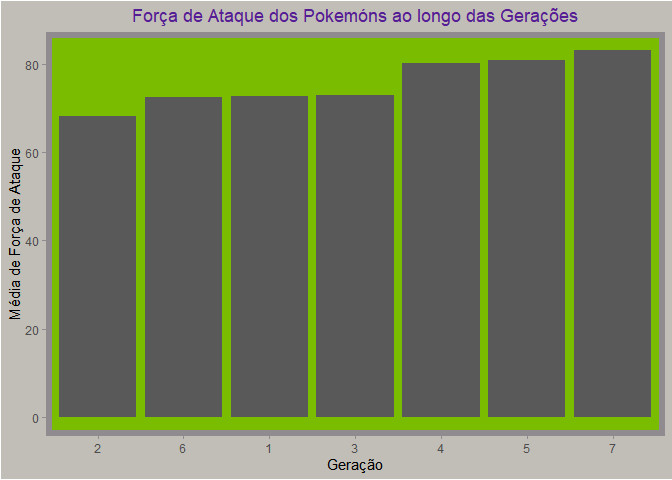 Força de Ataque dos Pokemóns ao longo das Gerações
Média de Força de Ataque
80
60
40
20
0
2 6 1 3 4 5 7
Geração